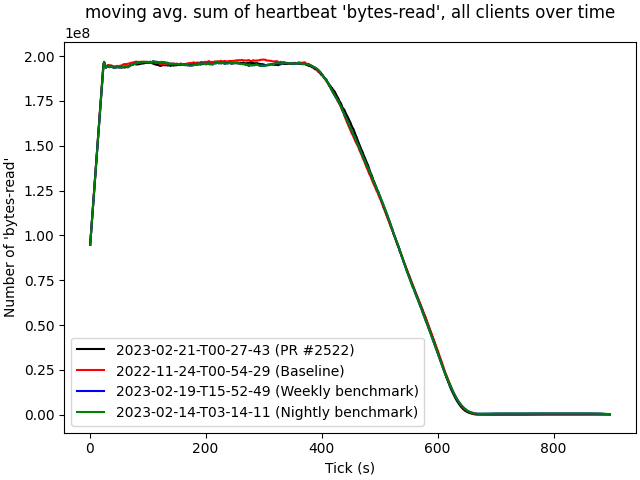 moving avg. sum of heartbeat 'bytes-read', all clients over time
1e8
2.00
1.75
1.50
1.25
1.00
0.75
0.50
0.25
0.00
Number of 'bytes-read'
2023-02-21-T00-27-43 (PR #2522)
2022-11-24-T00-54-29 (Baseline)
2023-02-19-T15-52-49 (Weekly benchmark)
2023-02-14-T03-14-11 (Nightly benchmark)
0
200
400
600
800
Tick (s)